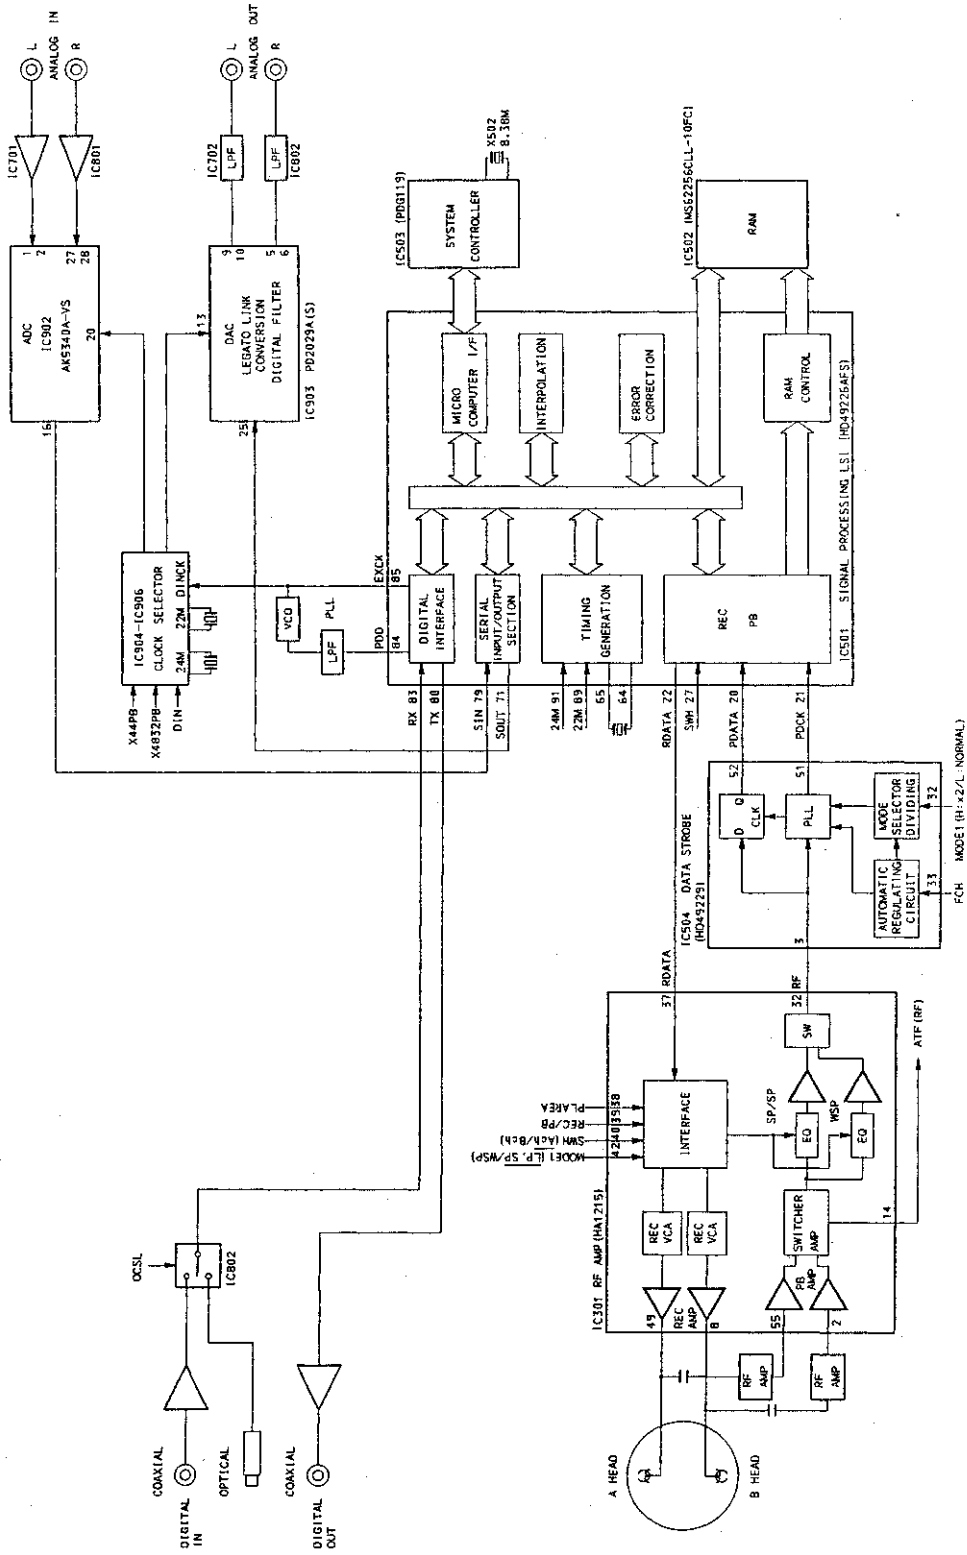 COAXIAL
DIGITAL
IN
OPTICAL
COAXIAL
DIGITAL
OUT
OCSL
IC802
X44PB
X4832PB
DIN
IC904-IC906
CLOCK SELECTOR
24M 22M DINCK
16
ADC
IC902
AK5340A-VS
1
2
27
28
20
IC701
IC801
L
ANALOG IN
R
13
25
DAC
LEGATO LINK
CONVERSION
DIGITAL FILTER
9
10
5
6
IC903 PD2029A(S)
IC702
LPF
LPF
IC802
L
ANALOG OUT
R
VCO
LPF
PLL
PDO
84
EXCK
85
RX 83
TX 80
SIN 79
SOUT 71
24M 91
22M 89
65
64
RDATA 22
SWH 27
PDATA 20
PDCK 21
DIGITAL
INTERFACE
SERIAL
INPUT/OUTPUT
SECTION
TIMING
GENERATION
REC
PB
MICRO
COMPUTER I/F
INTERPOLATION
ERROR
CORRECTION
RAM
CONTROL
IC501 SIGNAL PROCESSING LSI (HD49226AFS)
IC503 (PDG119)
SYSTEM
CONTROLLER
X502
8.38M
IC502 (MS62256CLL-10FC)
RAM
A HEAD
B HEAD
RF
AMP
RF
AMP
IC301 RF AMP (HA1215)
49
REC
AMP
8
55
2
REC
VCA
REC
VCA
PB
AMP
SWITCHER
AMP
INTERFACE
MODE1 (LP, SP/WSP)
SWH (Ach/Bch)
REC/PB
PLAREA
42 40 39 38
SP/SP
WSP
EQ
EQ
SW
14
ATF (RF)
37 RDATA
32 RF
IC504 DATA STROBE
(HD49229)
3
D Q
CLK
52
PLL
51
AUTOMATIC
REGULATING
CIRCUIT
MODE
SELECTOR
DIVIDING
33
32
FCH
MODE1 (H: x2/L: NORMAL)